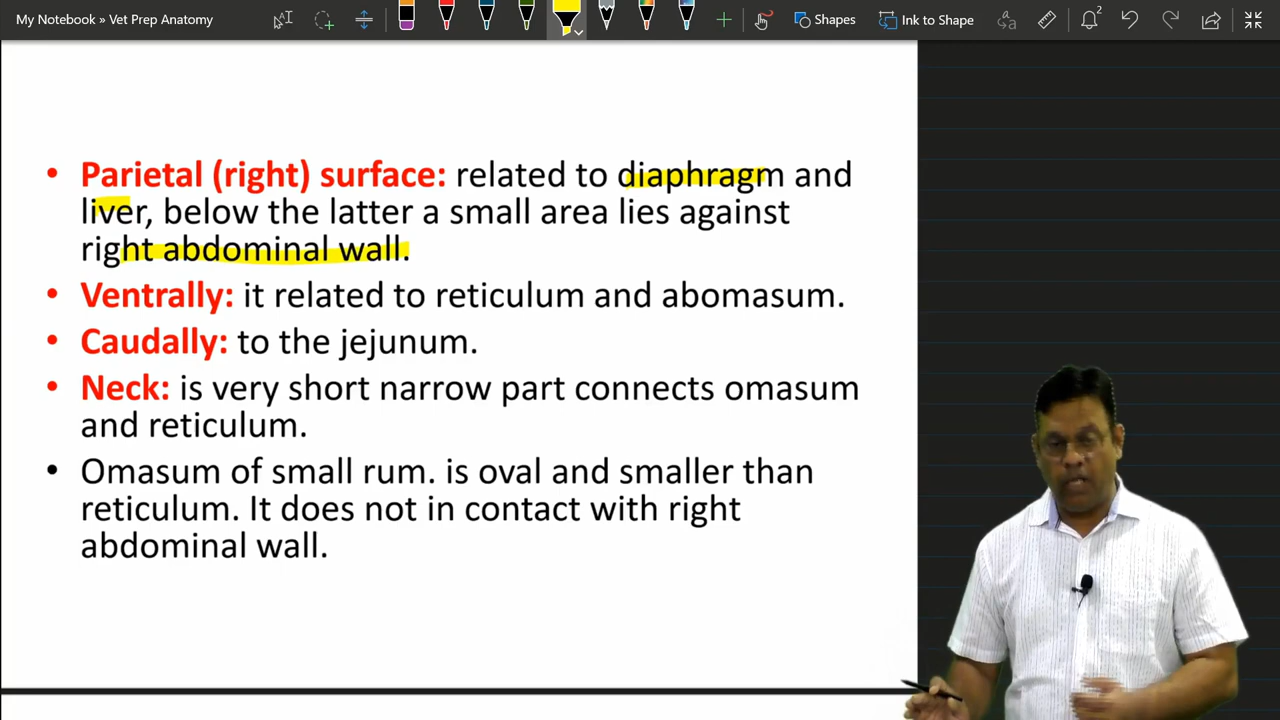 My Notebook » Vet Prep Anatomy
Shapes
Ink to Shape
2
• Parietal (right) surface: related to diaphragm and
liver, below the latter a small area lies against
right abdominal wall.
• Ventrally: it related to reticulum and abomasum.
• Caudally: to the jejunum.
• Neck: is very short narrow part connects omasum
and reticulum.
• Omasum of small rum. is oval and smaller than
reticulum. It does not in contact with right
abdominal wall.